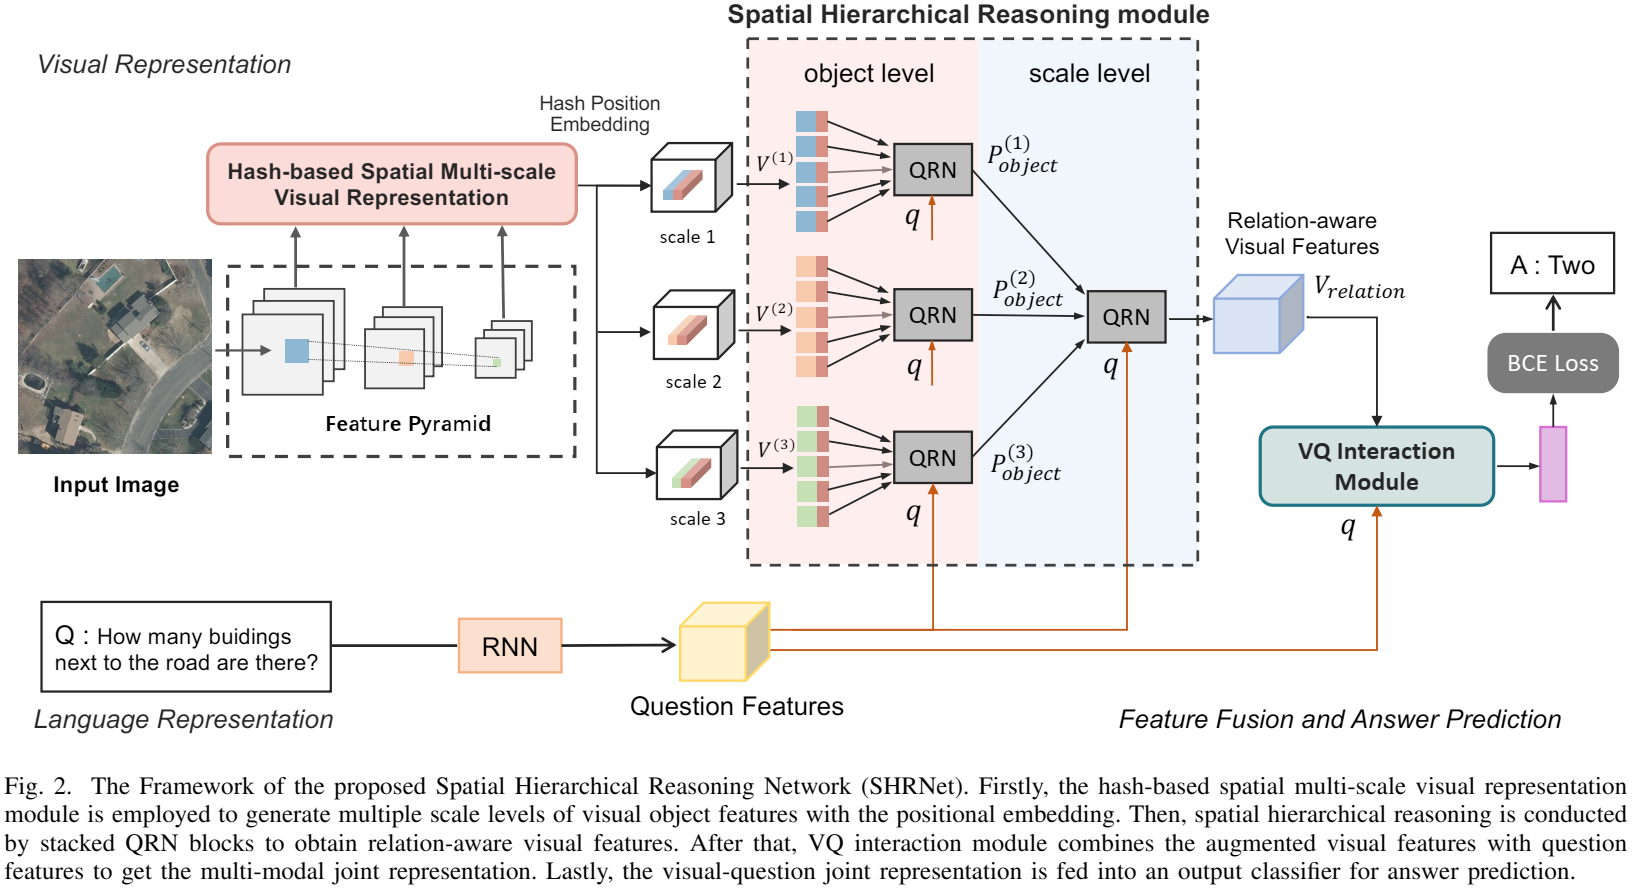 Spatial Hierarchical Reasoning module
Visual Representation
object level
scale level
Hash Position
Embedding
Hash-based Spatial Multi-scale
Visual Representation
Feature Pyramid
Input Image
scale 1
scale 2
scale 3
V(1)
V(2)
V(3)
QRN
q
QRN
q
QRN
q
P(1)object
P(2)object
P(3)object
QRN
q
Relation-aware
Visual Features
Vrelation
A : Two
BCE Loss
VQ Interaction
Module
q
Q : How many buidings
next to the road are there?
RNN
Question Features
Language Representation
Feature Fusion and Answer Prediction
Fig. 2. The Framework of the proposed Spatial Hierarchical Reasoning Network (SHRNet). Firstly, the hash-based spatial multi-scale visual representation
module is employed to generate multiple scale levels of visual object features with the positional embedding. Then, spatial hierarchical reasoning is conducted
by stacked QRN blocks to obtain relation-aware visual features. After that, VQ interaction module combines the augmented visual features with question
features to get the multi-modal joint representation. Lastly, the visual-question joint representation is fed into an output classifier for answer prediction.